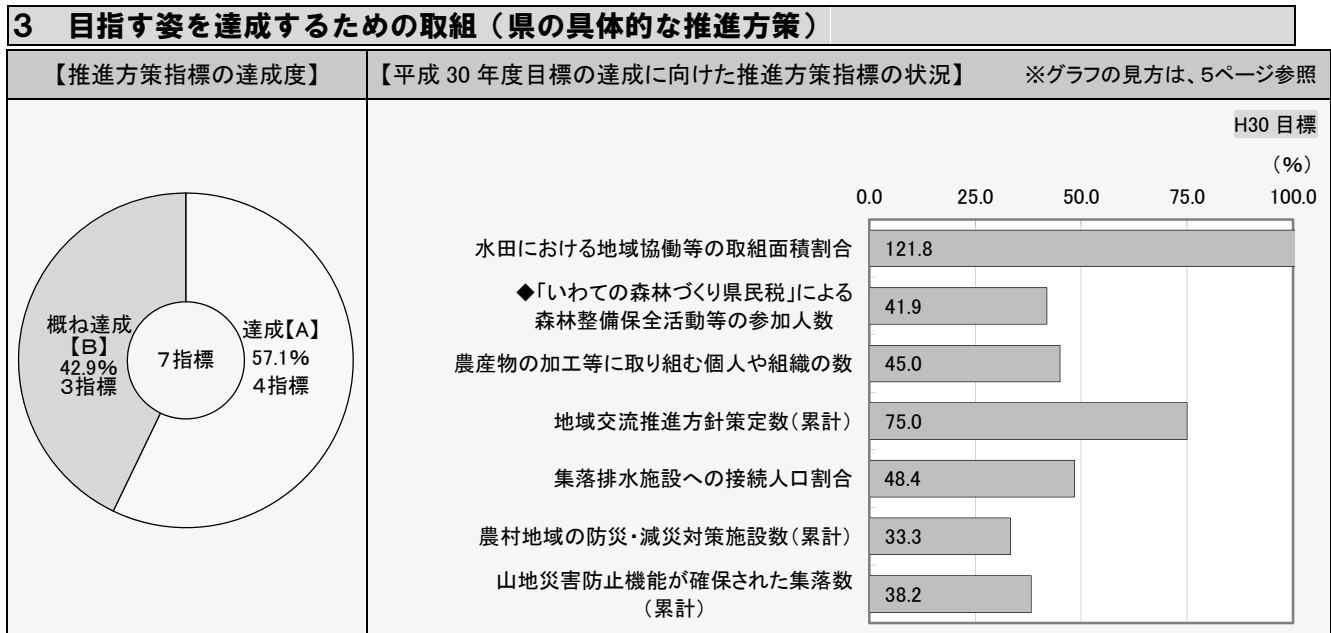 3 目指す姿を達成するための取組（県の具体的な推進方策）
【推進方策指標の達成度】
【平成 30 年度目標の達成に向けた推進方策指標の状況】 ※グラフの見方は、5ページ参照
概ね達成
【B】
42.9%
3指標
7指標
達成【A】
57.1%
4指標
H30 目標
（%）
0.0 25.0 50.0 75.0 100.0
水田における地域協働等の取組面積割合 121.8
◆「いわての森林づくり県民税」による
森林整備保全活動等の参加人数 41.9
農産物の加工等に取り組む個人や組織の数 45.0
地域交流推進方針策定数（累計） 75.0
集落排水施設への接続人口割合 48.4
農村地域の防災・減災対策施設数（累計） 33.3
山地災害防止機能が確保された集落数
（累計） 38.2